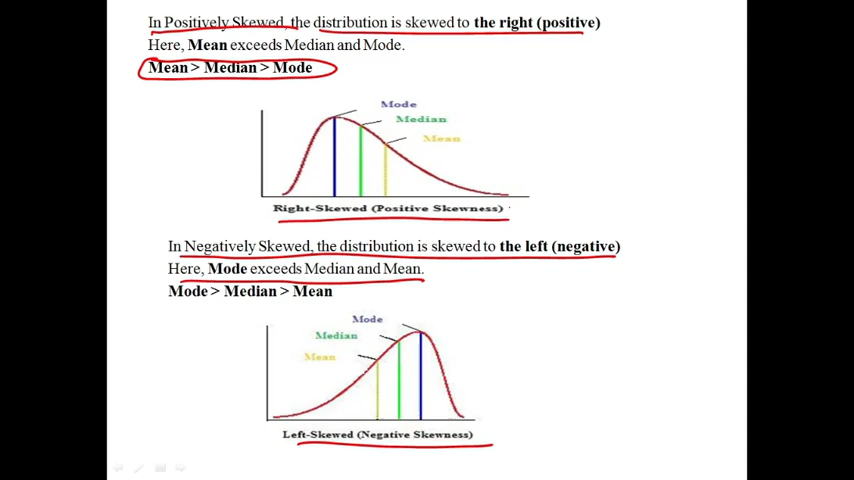 In Positively Skewed, the distribution is skewed to the right (positive)
Here, Mean exceeds Median and Mode.
Mean > Median > Mode
Mode
Median
Mean
Right-Skewed (Positive Skewness)
In Negatively Skewed, the distribution is skewed to the left (negative)
Here, Mode exceeds Median and Mean.
Mode > Median > Mean
Mode
Median
Mean
Left-Skewed (Negative Skewness)